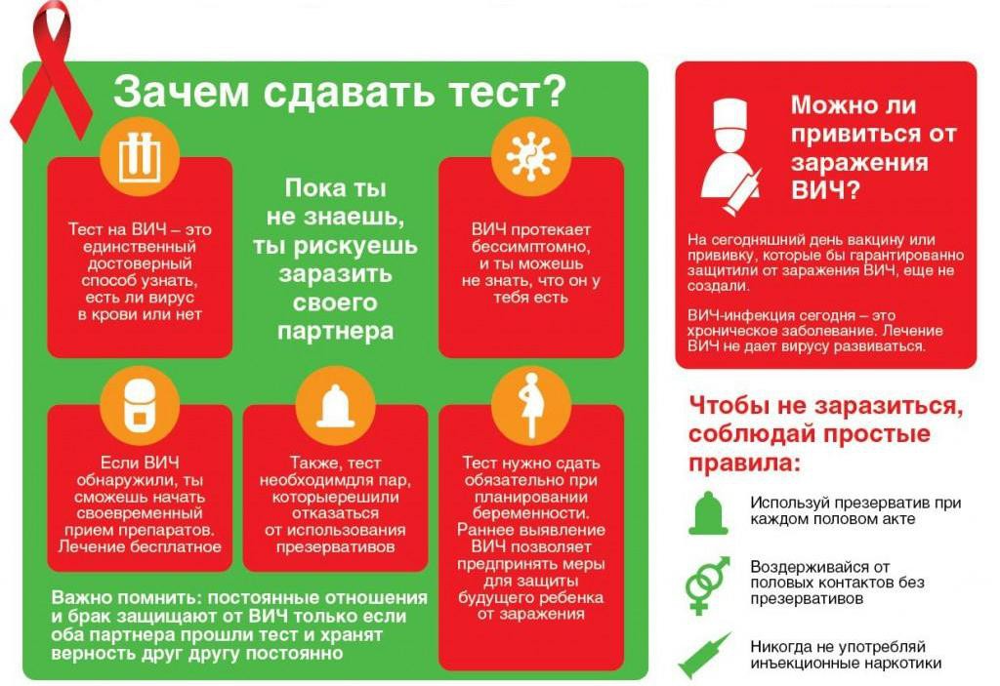 Зачем сдавать тест?
Тест на ВИЧ – это
единственный
достоверный
способ узнать,
есть ли вирус
в крови или нет
Пока ты
не знаешь,
ты рискуешь
заразить
своего
партнера
ВИЧ протекает
бессимптомно,
и ты можешь
не знать, что он у
тебя есть
Если ВИЧ
обнаружили, ты
сможешь начать
своевременный
прием препаратов.
Лечение бесплатное
Также, тест
необходимдля пар,
которыерешили
отказаться
от использования
презервативов
Тест нужно сдать
обязательно при
планировании
беременности.
Раннее выявление
ВИЧ позволяет
предпринять меры
для защиты
будущего ребенка
от заражения
Важно помнить: постоянные отношения
и брак защищают от ВИЧ только если
оба партнера прошли тест и хранят
верность друг другу постоянно
Можно ли
привиться от
заражения
ВИЧ?
На сегодняшний день вакцину или
прививку, которые бы гарантированно
защитили от заражения ВИЧ, еще не
создали.
ВИЧ-инфекция сегодня – это
хроническое заболевание. Лечение
ВИЧ не дает вирусу развиваться.
Чтобы не заразиться,
соблюдай простые
правила:
Используй презерватив при
каждом половом акте
Воздерживайся от
половых контактов без
презервативов
Никогда не употребляй
инъекционные наркотики